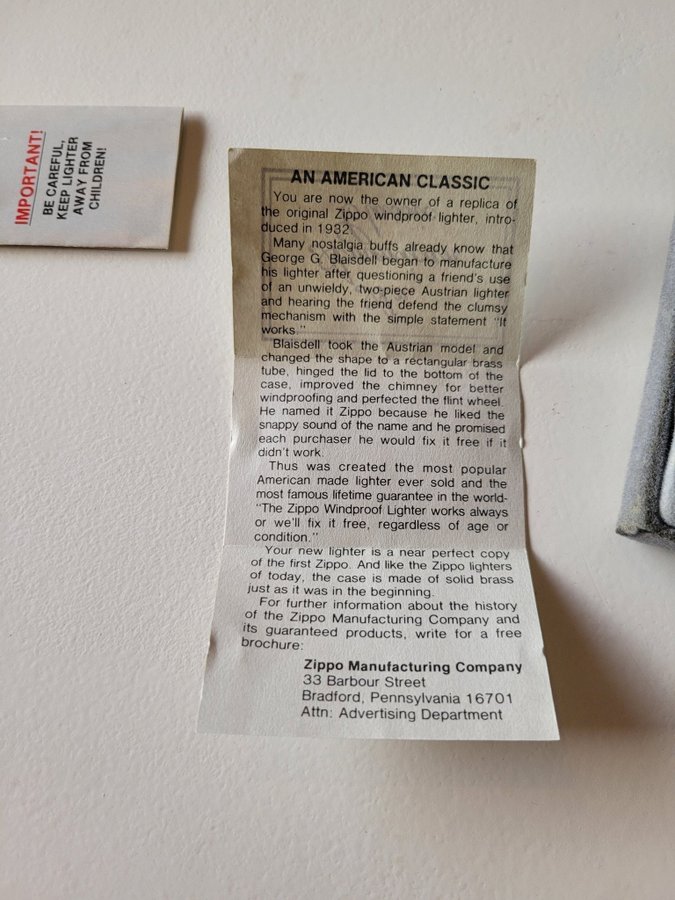 IMPORTANT!
BE CAREFUL,
KEEP LIGHTER
AWAY FROM
CHILDREN!
AN AMERICAN CLASSIC
You are now the owner of a replica of
the original Zippo windproof lighter, intro-
duced in 1932.
Many nostalgia buffs already know that
George G. Blaisdell began to manufacture
his lighter after questioning a friend's use
of an unwieldy, two-piece Austrian lighter
and hearing the friend defend the clumsy
mechanism with the simple statement "It
works."
Blaisdell took the Austrian model and
changed the shape to a rectangular brass
tube, hinged the lid to the bottom of the
case, improved the chimney for better
windproofing and perfected the flint wheel.
He named it Zippo because he liked the
snappy sound of the name and he promised
each purchaser he would fix it free if it
didn't work.
Thus was created the most popular
American made lighter ever sold and the
most famous lifetime guarantee in the world-
"The Zippo Windproof Lighter works always
or we'll fix it free, regardless of age or
condition."
Your new lighter is a near perfect copy
of the first Zippo. And like the Zippo lighters
of today, the case is made of solid brass
just as it was in the beginning.
For further information about the history
of the Zippo Manufacturing Company and
its guaranteed products, write for a free
brochure:
Zippo Manufacturing Company
33 Barbour Street
Bradford, Pennsylvania 16701
Attn: Advertising Department